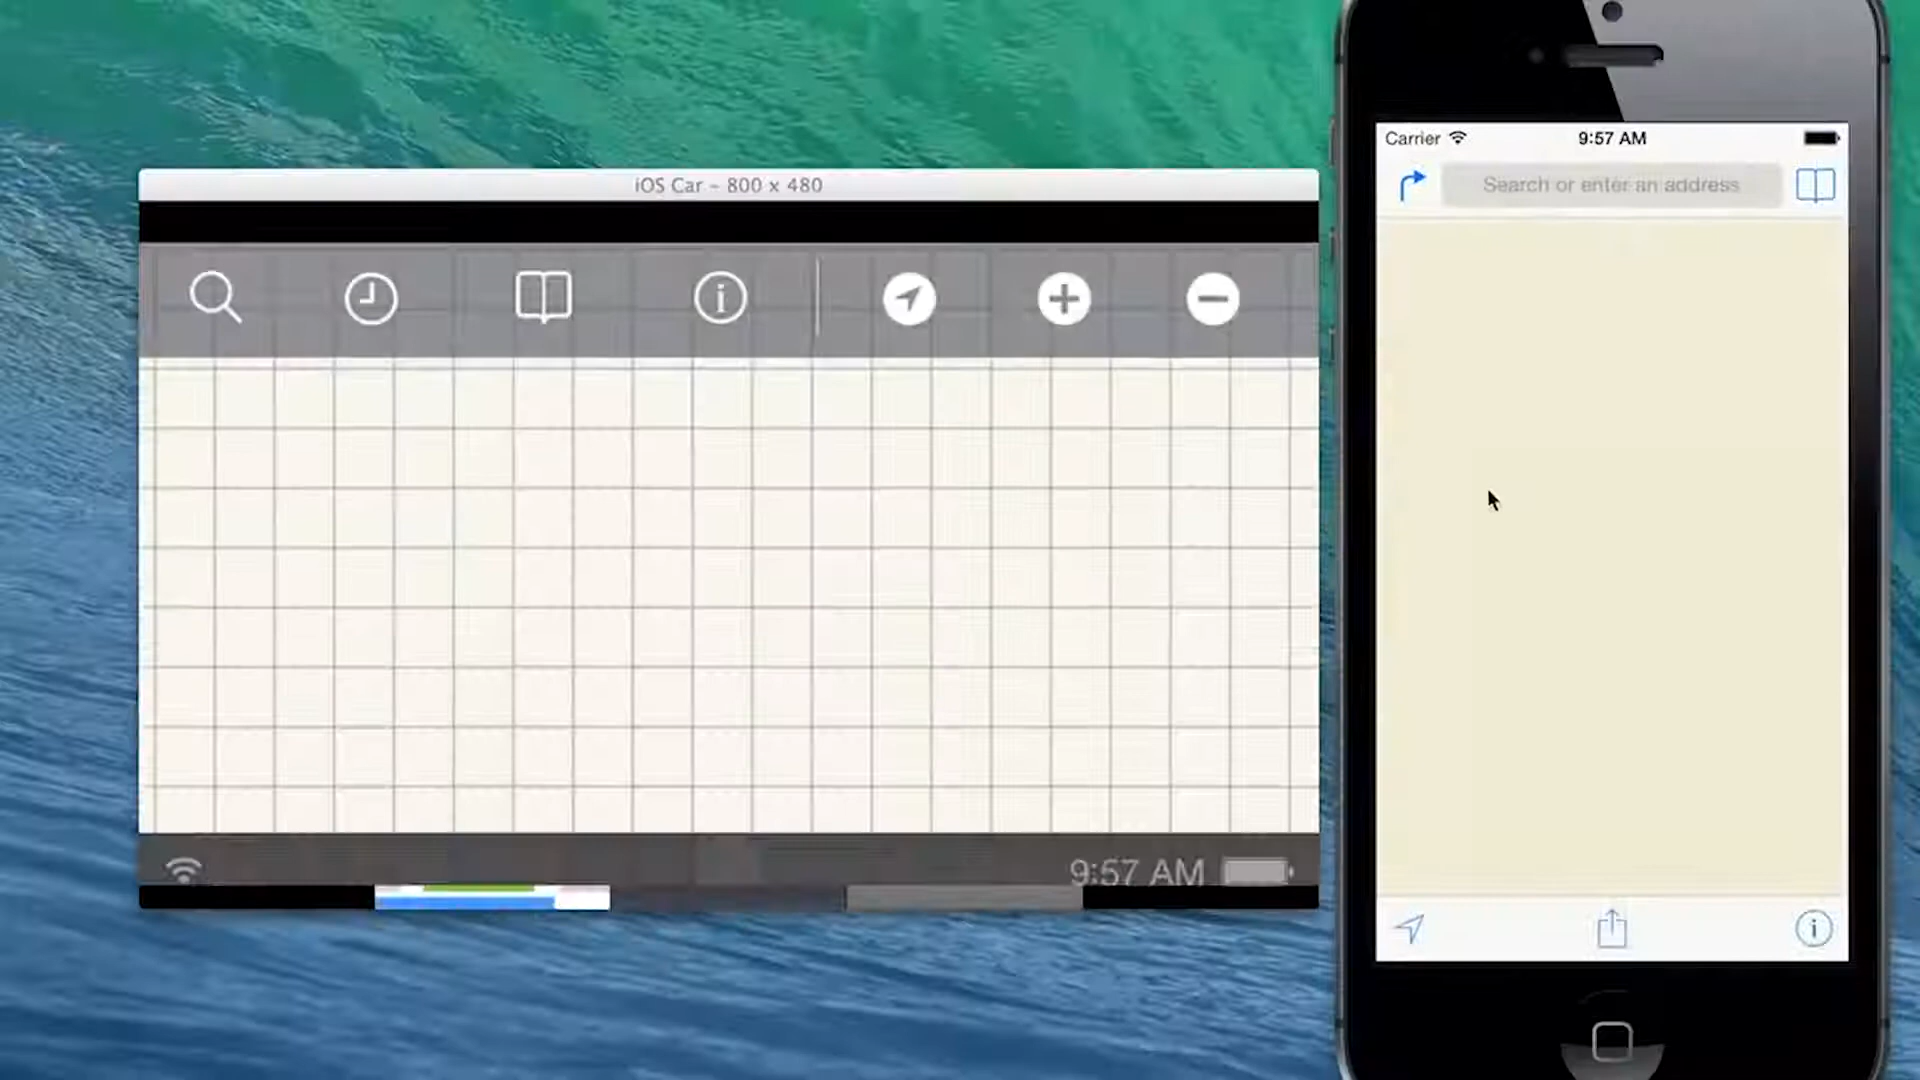 iOS Car - 800 x 480
9:57 AM
Carrier
9:57 AM
Search or enter an address